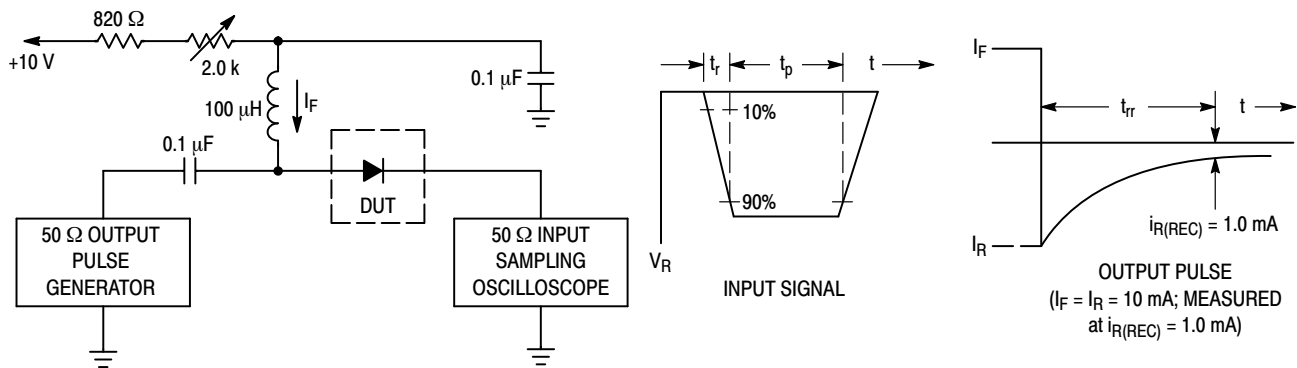 820 Ω
+10 V
2.0 k
100 μH
I_F
0.1 μF
0.1 μF
DUT
50 Ω OUTPUT
PULSE
GENERATOR
50 Ω INPUT
SAMPLING
OSCILLOSCOPE
t_r
t_p
t
10%
90%
V_R
INPUT SIGNAL
I_F
t_rr
t
I_R
i_R(REC) = 1.0 mA
OUTPUT PULSE
(I_F = I_R = 10 mA; MEASURED
at i_R(REC) = 1.0 mA)